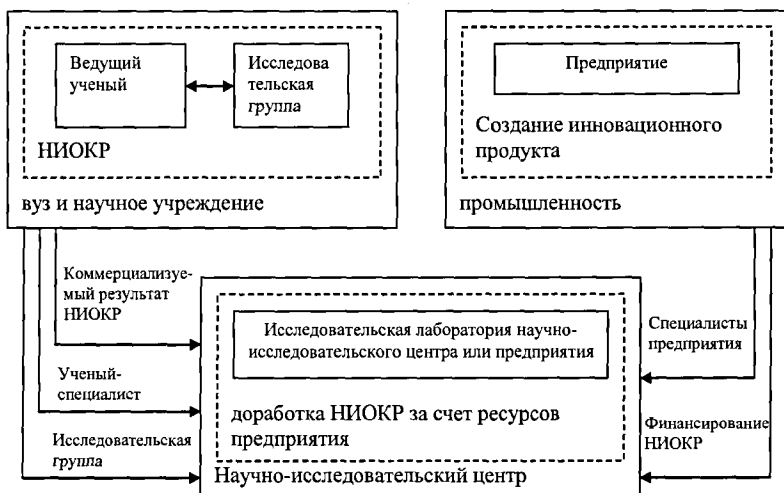 Ведущий
ученый
Исследова
тельская
группа
НИОКР
вуз и научное учреждение
Предприятие
Создание инновационного
продукта
промышленность
Коммерциализуе-
мый результат
НИОКР
Ученый-
специалист
Исследовательская
группа
Исследовательская лаборатория научно-
исследовательского центра или предприятия
доработка НИОКР за счет ресурсов
предприятия
Научно-исследовательский центр
Специалисты
предприятия
Финансирование
НИОКР